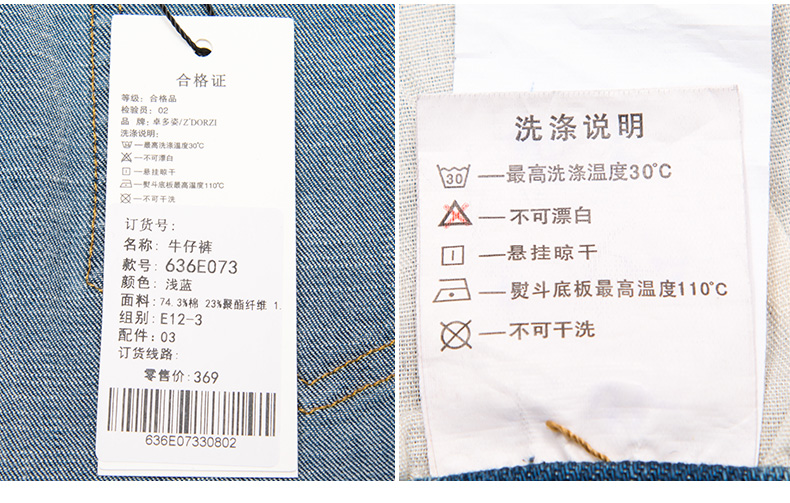 合格证
等级：合格品
检验员：02
品 牌：卓多姿/Z'DORZI
洗涤说明：
30 —最高洗涤温度30℃
—不可漂白
—悬挂晾干
—熨斗底板最高温度110℃
—不可干洗
订货号：
名称：牛仔裤
款号：636E073
颜色：浅蓝
面料：74.3%棉 23%聚酯纤维 1.
组别：E12-3
配件：03
订货线路：
零售价：369
636E07330802
洗涤说明
30 —最高洗涤温度30℃
—不可漂白
—悬挂晾干
—熨斗底板最高温度110℃
—不可干洗